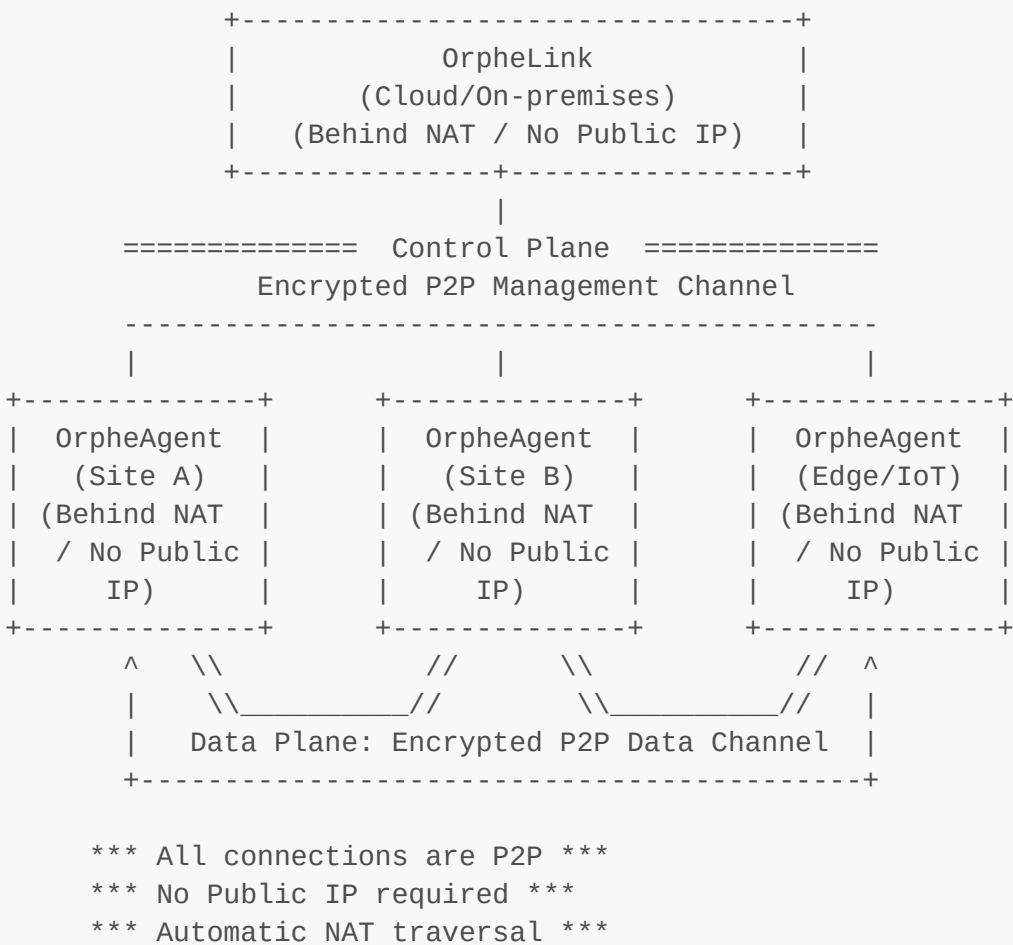 +---------------------------------+
|            OrpheLink            |
|       (Cloud/On-premises)       |
|   (Behind NAT / No Public IP)   |
+---------------+-----------------+
|
============== Control Plane ==============
Encrypted P2P Management Channel
---------------------------------------------
|                     |                     |
+--------------+      +--------------+      +--------------+
|  OrpheAgent  |      |  OrpheAgent  |      |  OrpheAgent  |
|   (Site A)   |      |   (Site B)   |      |  (Edge/IoT)  |
| (Behind NAT  |      | (Behind NAT  |      | (Behind NAT  |
|  / No Public |      |  / No Public |      |  / No Public |
|     IP)      |      |     IP)      |      |     IP)      |
+--------------+      +--------------+      +--------------+
^   \\            //      \\            //  ^
|    \\__________//        \\__________//   |
|   Data Plane: Encrypted P2P Data Channel  |
+-------------------------------------------+
*** All connections are P2P ***
*** No Public IP required ***
*** Automatic NAT traversal ***